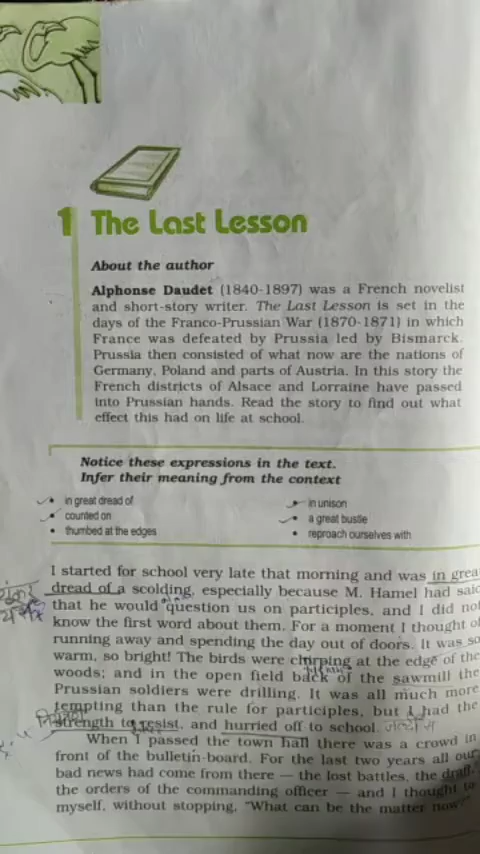 1 The Last Lesson
About the author
Alphonse Daudet (1840-1897) was a French novelist
and short-story writer. The Last Lesson is set in the
days of the Franco-Prussian War (1870-1871) in which
France was defeated by Prussia led by Bismarck.
Prussia then consisted of what now are the nations of
Germany, Poland and parts of Austria. In this story the
French districts of Alsace and Lorraine have passed
into Prussian hands. Read the story to find out what
effect this had on life at school.
Notice these expressions in the text.
Infer their meaning from the context
• in great dread of
• in unison
• counted on
• a great bustle
• thumbed at the edges
• reproach ourselves with
I started for school very late that morning and was in grea
dread of a scolding, especially because M. Hamel had said
that he would question us on participles, and I did not
know the first word about them. For a moment I thought of
running away and spending the day out of doors. It was so
warm, so bright! The birds were chirping at the edge of the
woods; and in the open field back of the sawmill the
Prussian soldiers were drilling. It was all much more
tempting than the rule for participles, but I had the
strength to resist, and hurried off to school.
When I passed the town hall there was a crowd in
front of the bulletin-board. For the last two years all our
bad news had come from there — the lost battles, the draft,
the orders of the commanding officer — and I thought to
myself, without stopping, “What can be the matter now?”